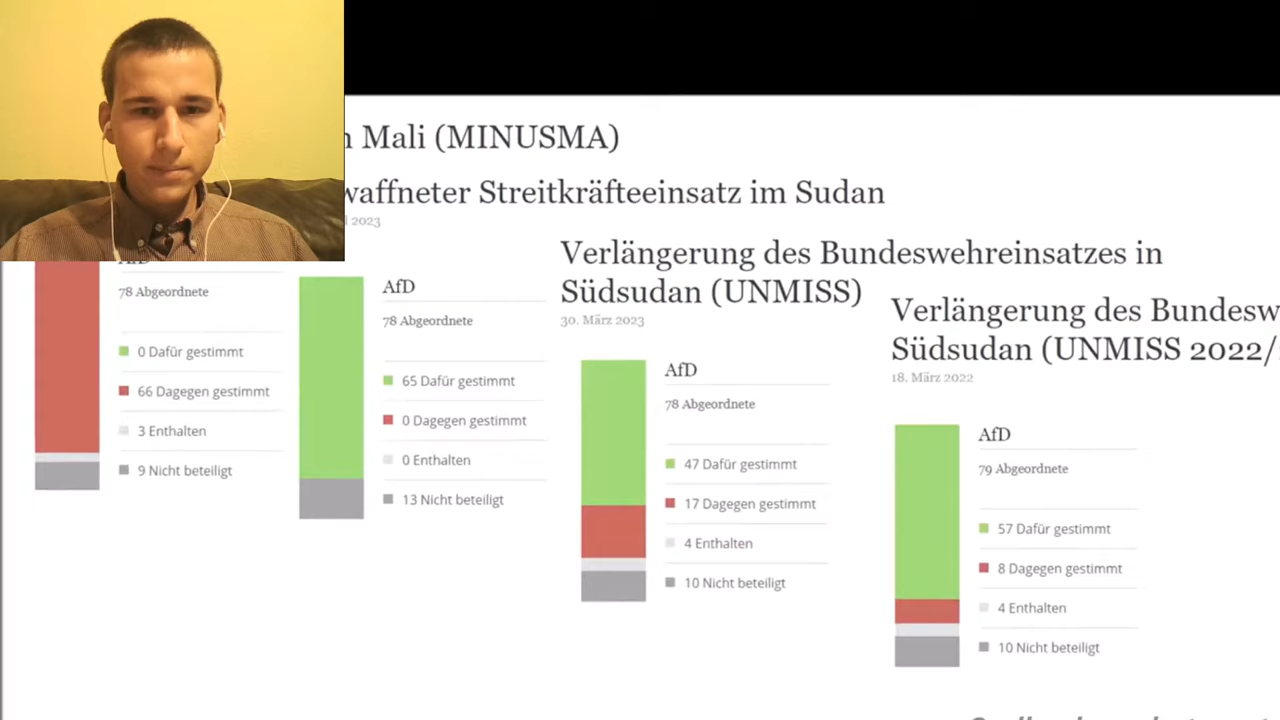 Mali (MINUSMA)
waffneter Streitkräfteeinsatz im Sudan
2023
Verlängerung des Bundeswehreinsatzes in
Südsudan (UNMISS)
30. März 2023
Verlängerung des Bundesw
Südsudan (UNMISS 2022/
18. März 2022
AfD
78 Abgeordnete
0 Dafür gestimmt
66 Dagegen gestimmt
3 Enthalten
9 Nicht beteiligt
AfD
78 Abgeordnete
65 Dafür gestimmt
0 Dagegen gestimmt
0 Enthalten
13 Nicht beteiligt
AfD
78 Abgeordnete
47 Dafür gestimmt
17 Dagegen gestimmt
4 Enthalten
10 Nicht beteiligt
AfD
79 Abgeordnete
57 Dafür gestimmt
8 Dagegen gestimmt
4 Enthalten
10 Nicht beteiligt